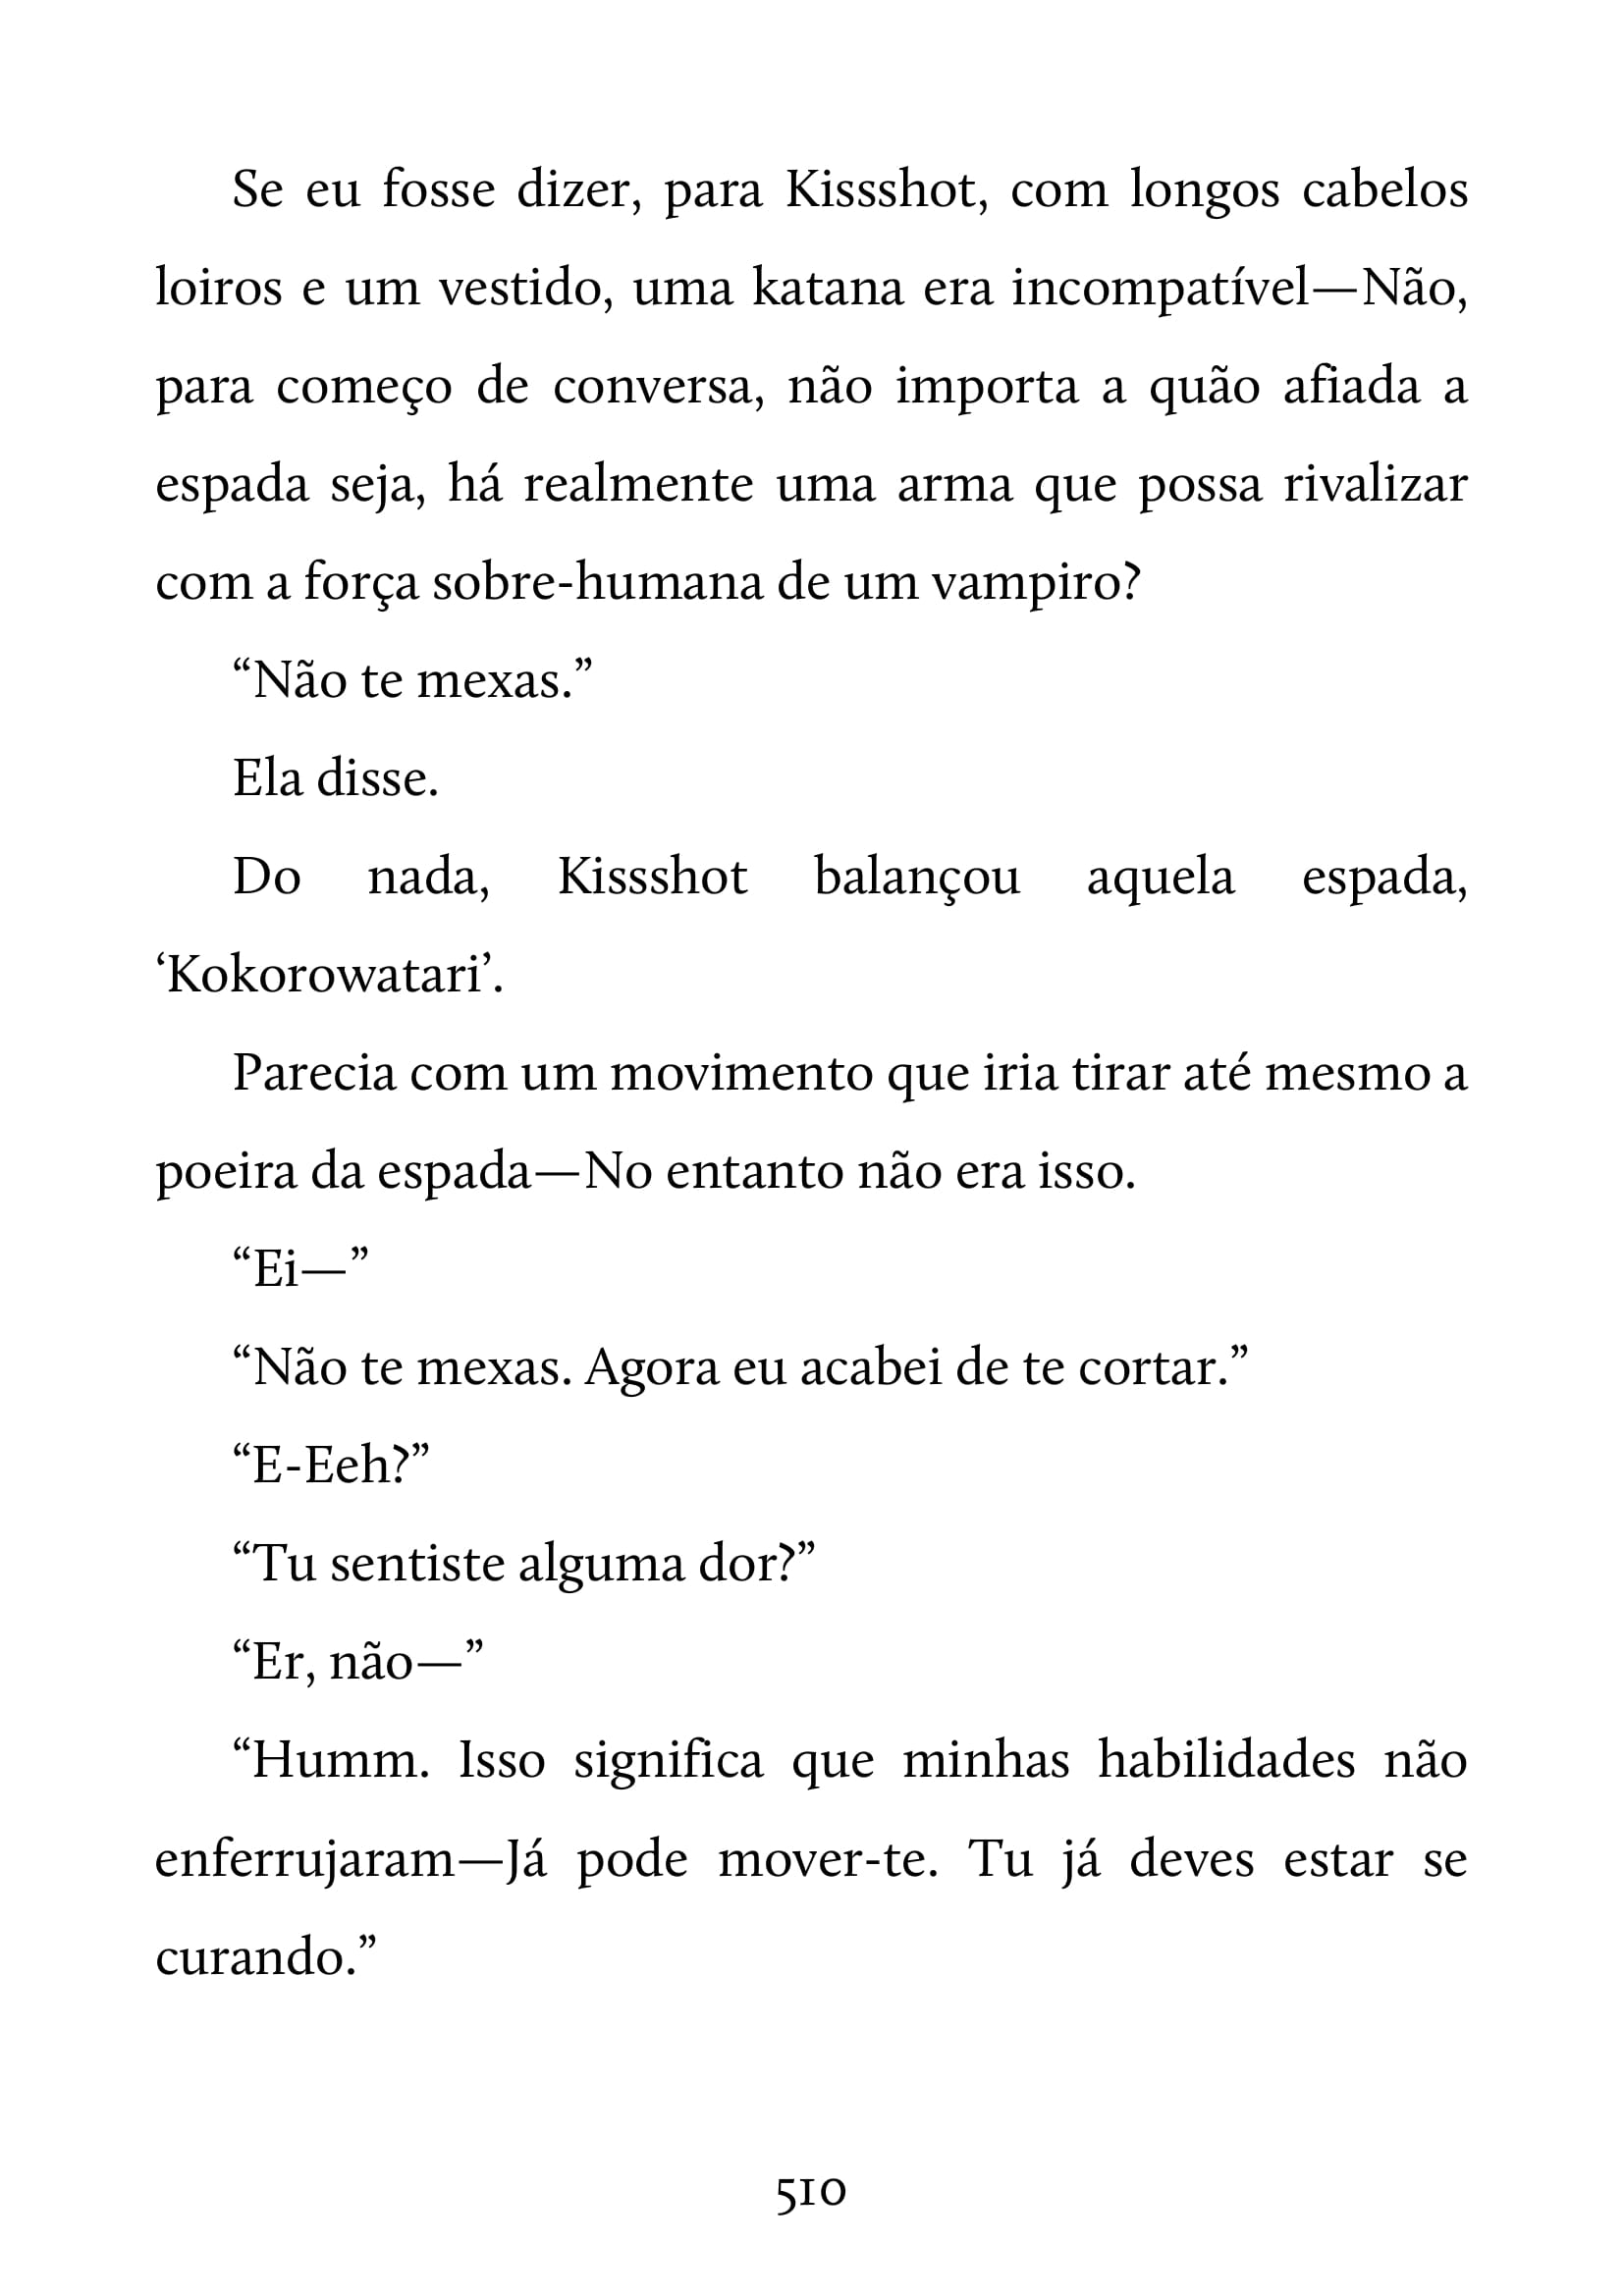 Se eu fosse dizer, para Kissshot, com longos cabelos
loiros e um vestido, uma katana era incompatível—Não,
para começo de conversa, não importa a quão afiada a
espada seja, há realmente uma arma que possa rivalizar
com a força sobre-humana de um vampiro?
“Não te mexas.”
Ela disse.
Do nada, Kissshot balançou aquela espada,
‘Kokorowatari’.
Parecia com um movimento que iria tirar até mesmo a
poeira da espada—No entanto não era isso.
“Ei—”
“Não te mexas. Agora eu acabei de te cortar.”
“E-Eeh?”
“Tu sentiste alguma dor?”
“Er, não—”
“Humm. Isso significa que minhas habilidades não
enferrujaram—Já pode mover-te. Tu já deves estar se
curando.”
510